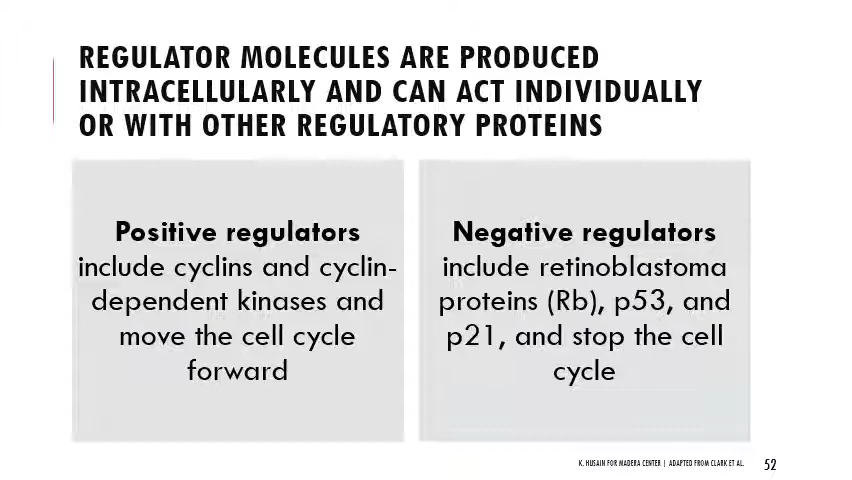 REGULATOR MOLECULES ARE PRODUCED
INTRACELLULARLY AND CAN ACT INDIVIDUALLY
OR WITH OTHER REGULATORY PROTEINS
Positive regulators
include cyclins and cyclin-
dependent kinases and
move the cell cycle
forward
Negative regulators
include retinoblastoma
proteins (Rb), p53, and
p21, and stop the cell
cycle
K. HUSAIN FOR MADERA CENTER | ADAPTED FROM CLARK ET AL.
52